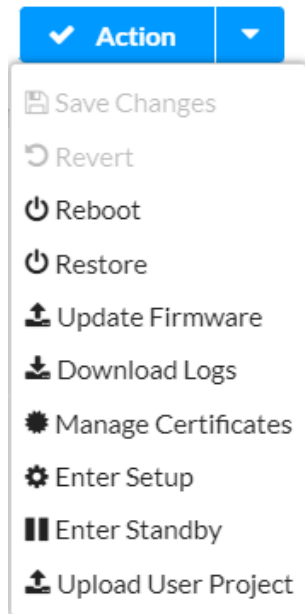 Action
Save Changes
Revert
Reboot
Restore
Update Firmware
Download Logs
Manage Certificates
Enter Setup
Enter Standby
Upload User Project